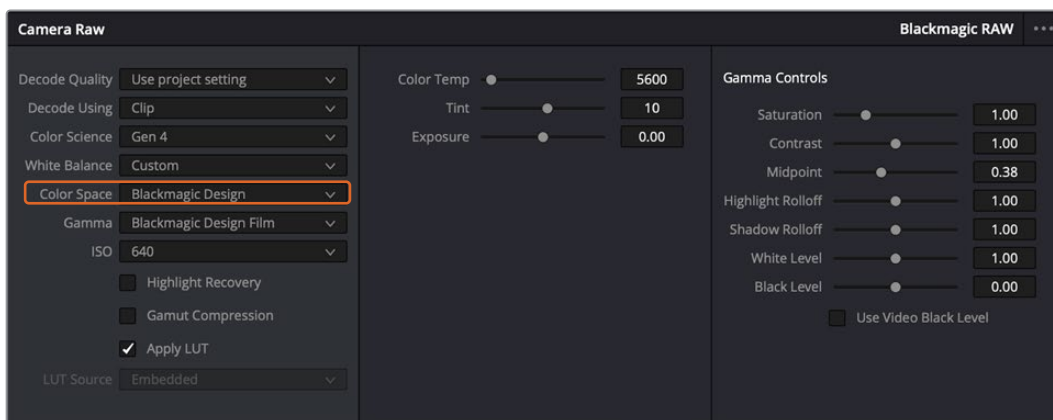 Camera Raw
Blackmagic RAW
Decode Quality Use project setting
Decode Using Clip
Color Science Gen 4
White Balance Custom
Color Space Blackmagic Design
Gamma Blackmagic Design Film
ISO 640
Highlight Recovery
Gamut Compression
Apply LUT
LUT Source Embedded
Color Temp 5600
Tint 10
Exposure 0.00
Gamma Controls
Saturation 1.00
Contrast 1.00
Midpoint 0.38
Highlight Rolloff 1.00
Shadow Rolloff 1.00
White Level 1.00
Black Level 0.00
Use Video Black Level